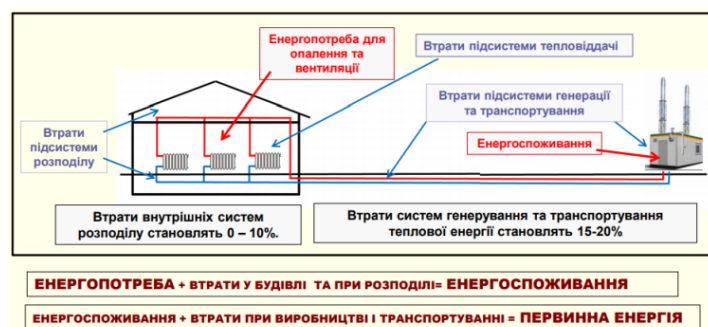 Енергопотреба для
опалення та
вентиляції
Втрати підсистеми тепловіддачі
Втрати підсистеми генерації
та транспортування
Втрати
підсистеми
розподілу
Енергоспоживання
Втрати внутрішніх систем
розподілу становлять 0 – 10%.
Втрати систем генерування та транспортування
теплової енергії становлять 15-20%
ЕНЕРГОПОТРЕБА + ВТРАТИ У БУДІВЛІ ТА ПРИ РОЗПОДІЛІ= ЕНЕРГОСПОЖИВАННЯ
ЕНЕРГОСПОЖИВАННЯ + ВТРАТИ ПРИ ВИРОБНИЦТВІ І ТРАНСПОРТУВАННІ = ПЕРВИННА ЕНЕРГІЯ